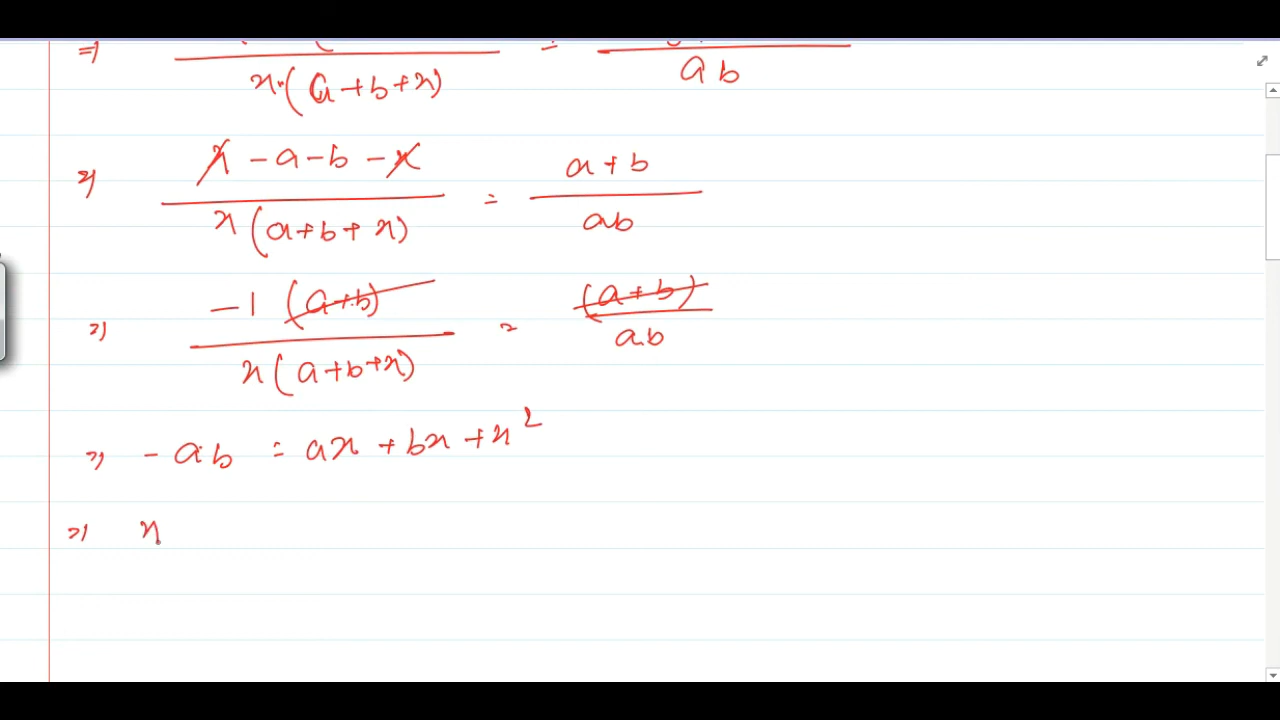 ⇒ x·(a+b+x) = ab
⇒ x - a - b - x / x(a+b+x) = a + b / ab
⇒ -1 (a+b) / x(a+b+x) = (a+b) / ab
⇒ - ab = ax + bx + x²
⇒ x